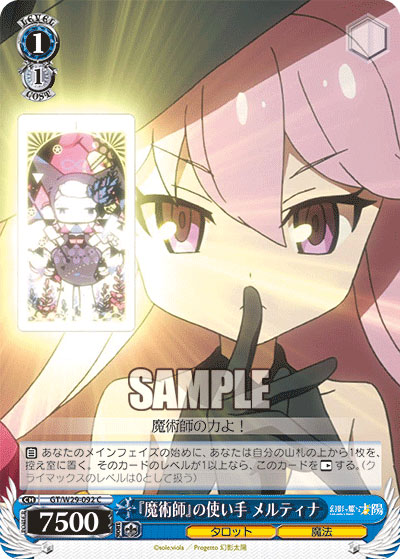 LEVEL
1
1
COST
SAMPLE
魔術師の力よ！
自 あなたのメインフェイズの始めに、あなたは自分の山札の上から1枚を、
控え室に置く。そのカードのレベルが1以上なら、このカードを する。(ク
ライマックスのレベルは0として扱う)
GT/W29-092 C
7500
『魔術師』の使い手 メルティナ
幻影ヲ駆ケル太陽
タロット
魔法
©sole;viola / Progetto 幻影太陽